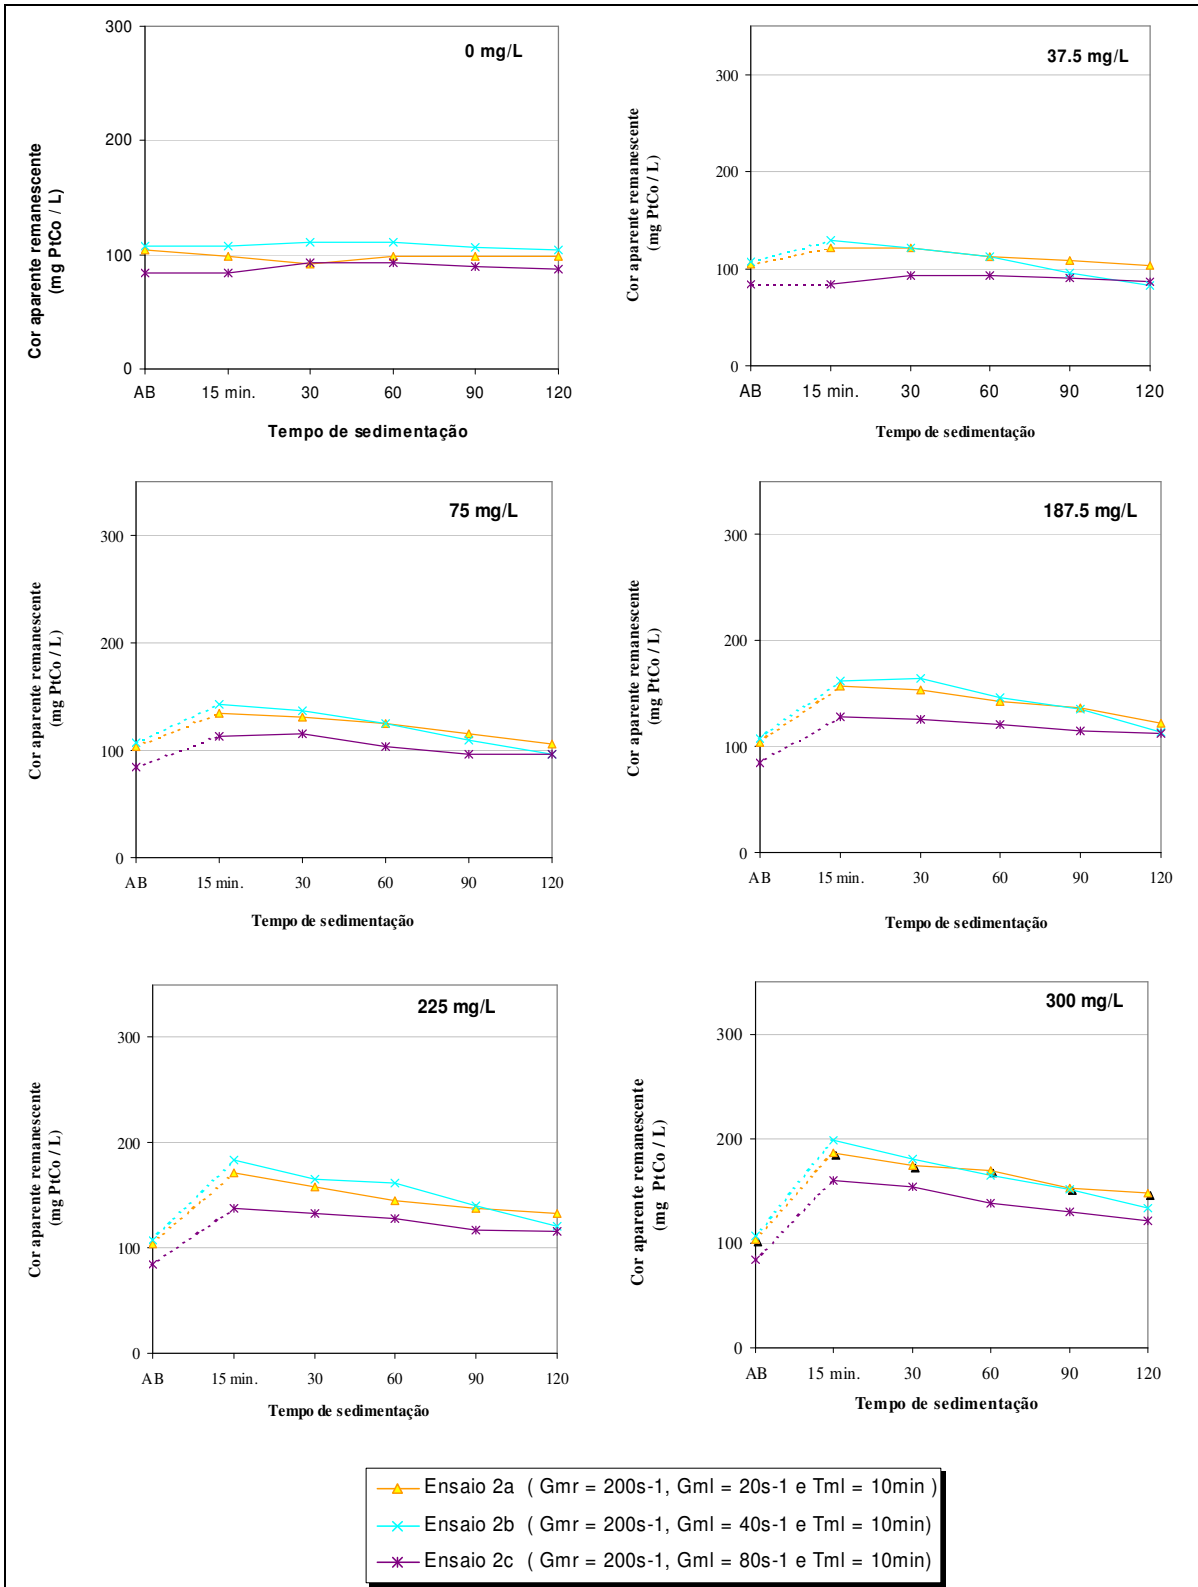 0 mg/L
300
200
100
0
Cor aparente remanescente
(mg PtCo / L)
AB 15 min. 30 60 90 120
Tempo de sedimentação
37.5 mg/L
300
200
100
0
Cor aparente remanescente
(mg PtCo / L)
AB 15 min. 30 60 90 120
Tempo de sedimentação
75 mg/L
300
200
100
0
Cor aparente remanescente
(mg PtCo / L)
AB 15 min. 30 60 90 120
Tempo de sedimentação
187.5 mg/L
300
200
100
0
Cor aparente remanescente
(mg PtCo / L)
AB 15 min. 30 60 90 120
Tempo de sedimentação
225 mg/L
300
200
100
0
Cor aparente remanescente
(mg PtCo / L)
AB 15 min. 30 60 90 120
Tempo de sedimentação
300 mg/L
300
200
100
0
Cor aparente remanescente
(mg PtCo / L)
AB 15 min. 30 60 90 120
Tempo de sedimentação
Ensaio 2a ( Gmr = 200s-1, Gml = 20s-1 e Tml = 10min )
Ensaio 2b ( Gmr = 200s-1, Gml = 40s-1 e Tml = 10min)
Ensaio 2c ( Gmr = 200s-1, Gml = 80s-1 e Tml = 10min)